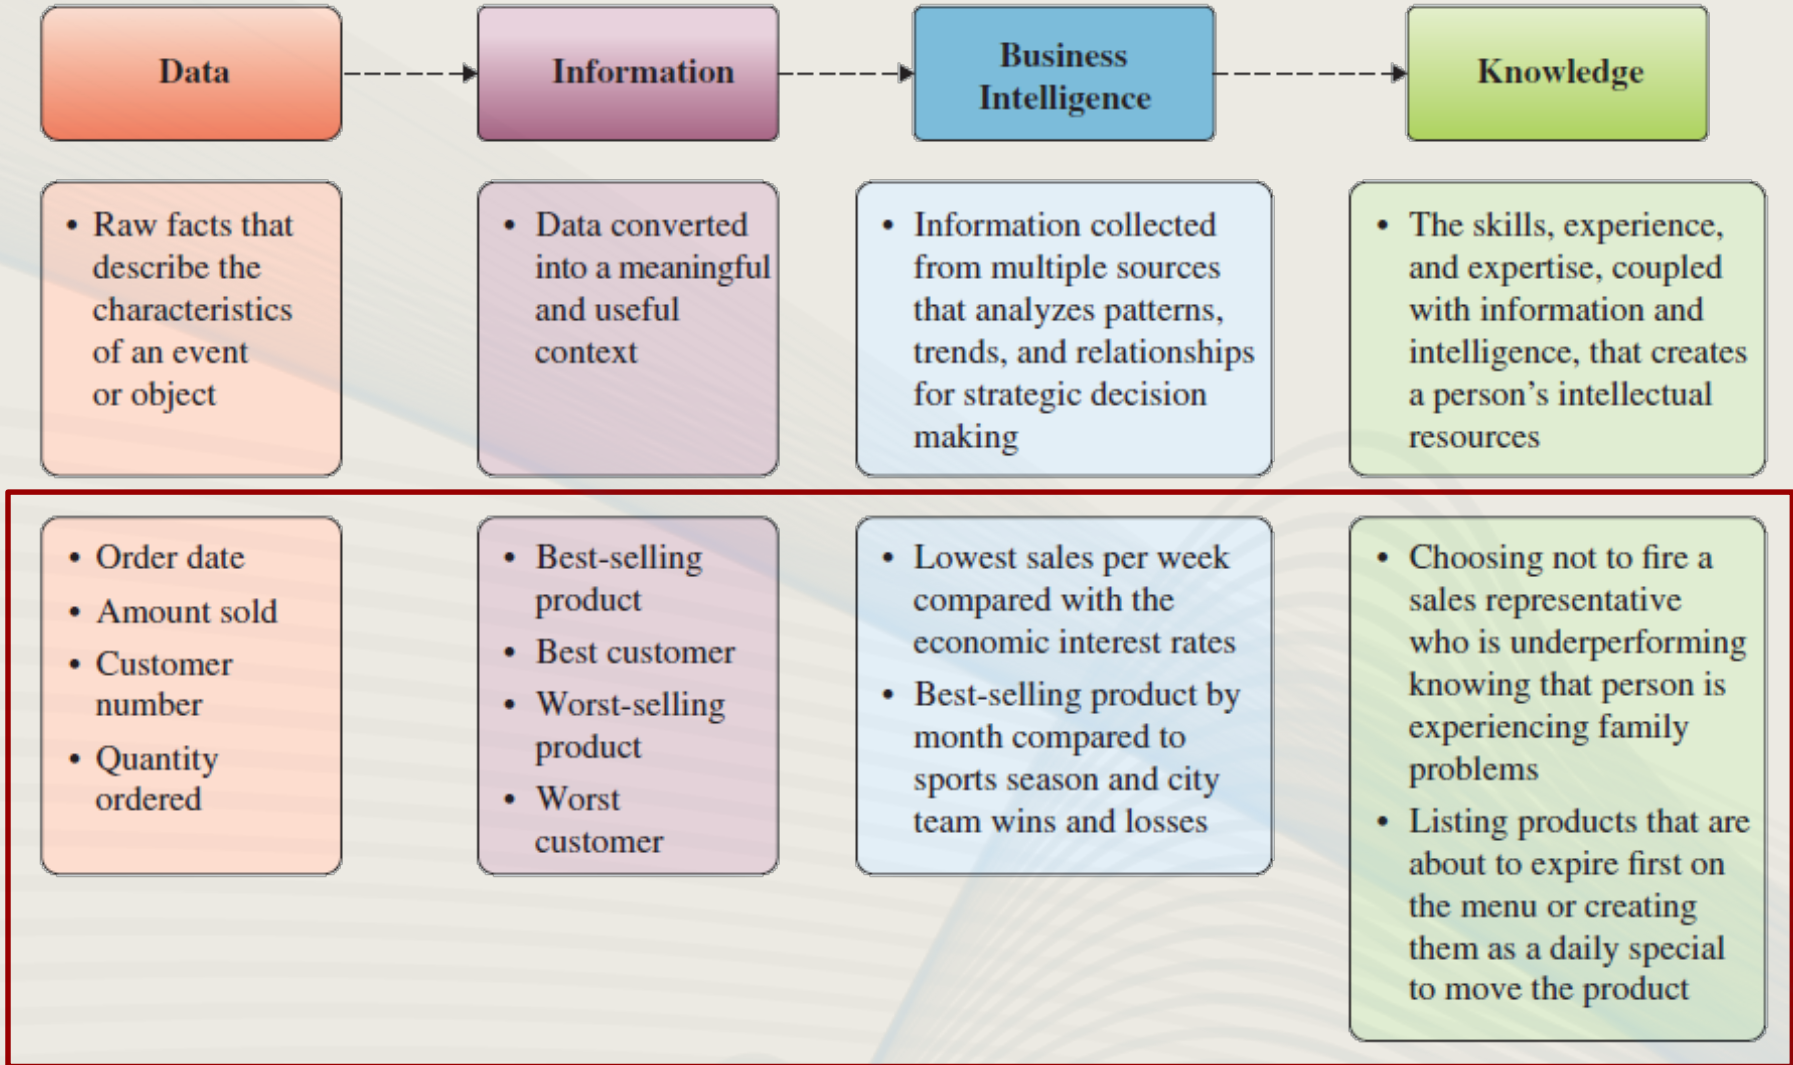 Data
Information
Business
Intelligence
Knowledge
• Raw facts that
describe the
characteristics
of an event
or object
• Data converted
into a meaningful
and useful
context
• Information collected
from multiple sources
that analyzes patterns,
trends, and relationships
for strategic decision
making
• The skills, experience,
and expertise, coupled
with information and
intelligence, that creates
a person’s intellectual
resources
• Order date
• Amount sold
• Customer
number
• Quantity
ordered
• Best-selling
product
• Best customer
• Worst-selling
product
• Worst
customer
• Lowest sales per week
compared with the
economic interest rates
• Best-selling product by
month compared to
sports season and city
team wins and losses
• Choosing not to fire a
sales representative
who is underperforming
knowing that person is
experiencing family
problems
• Listing products that are
about to expire first on
the menu or creating
them as a daily special
to move the product